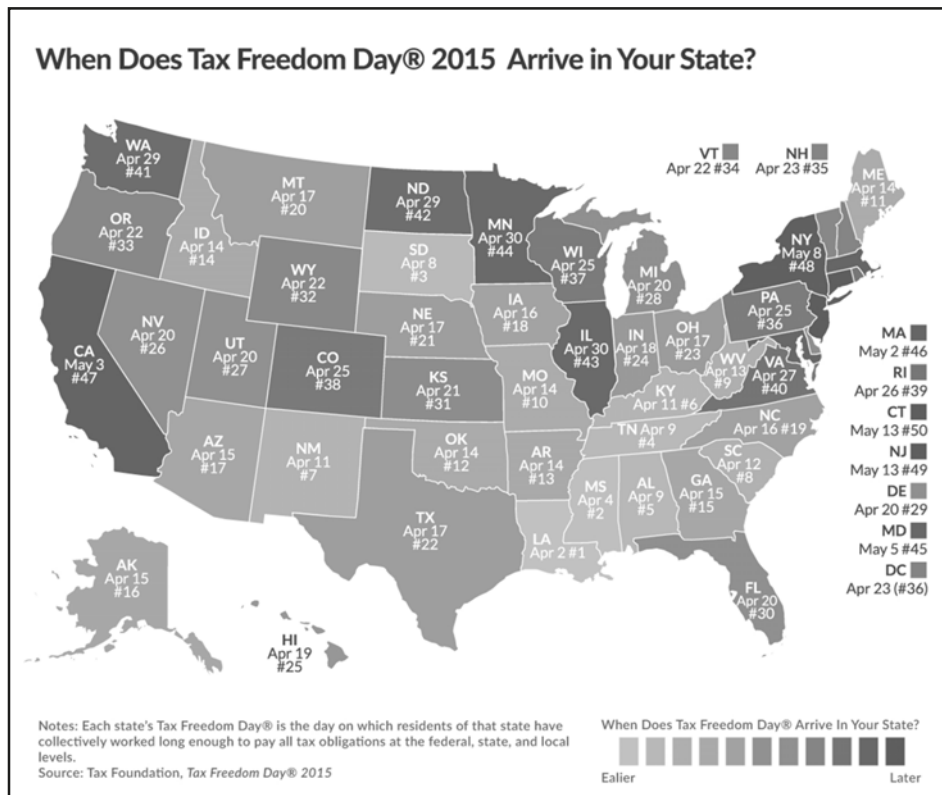 When Does Tax Freedom Day® 2015 Arrive in Your State?
WA
Apr 29
#41
OR
Apr 22
#33
CA
May 3
#47
ID
Apr 14
#14
NV
Apr 20
#26
MT
Apr 17
#20
WY
Apr 22
#32
UT
Apr 20
#27
CO
Apr 25
#38
AZ
Apr 15
#17
NM
Apr 11
#7
ND
Apr 29
#42
SD
Apr 8
#3
NE
Apr 17
#21
KS
Apr 21
#31
OK
Apr 14
#12
TX
Apr 17
#22
MN
Apr 30
#44
IA
Apr 16
#18
MO
Apr 14
#10
AR
Apr 14
#13
LA
Apr 2 #1
WI
Apr 25
#37
IL
Apr 30
#43
MI
Apr 20
#28
IN
Apr 18
#24
OH
Apr 17
#23
KY
Apr 11 #6
TN Apr 9
#4
MS
Apr 4
#2
AL
Apr 9
#5
GA
Apr 15
#15
FL
Apr 20
#30
SC
Apr 12
#8
NC
Apr 16 #19
VA
Apr 27
#40
WV
Apr 13
#9
PA
Apr 25
#36
NY
May 8
#48
VT
Apr 22 #34
NH
Apr 23 #35
ME
Apr 14
#11
MA
May 2 #46
RI
Apr 26 #39
CT
May 13 #50
NJ
May 13 #49
DE
Apr 20 #29
MD
May 5 #45
DC
Apr 23 (#36)
AK
Apr 15
#16
HI
Apr 19
#25
Notes: Each state's Tax Freedom Day® is the day on which residents of that state have
collectively worked long enough to pay all tax obligations at the federal, state, and local
levels.
Source: Tax Foundation, Tax Freedom Day® 2015
When Does Tax Freedom Day® Arrive In Your State?
Ealier
Later